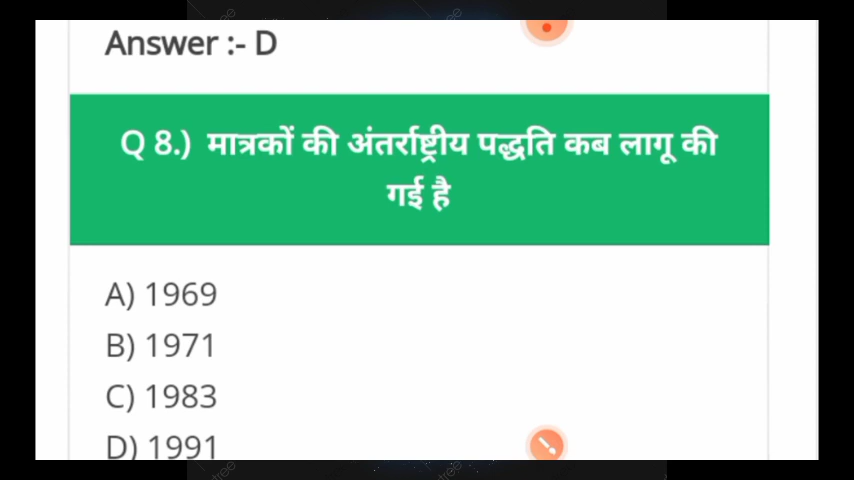 Answer :- D
Q 8.) मात्रकों की अंतर्राष्ट्रीय पद्धति कब लागू की
गई है
A) 1969
B) 1971
C) 1983
D) 1991